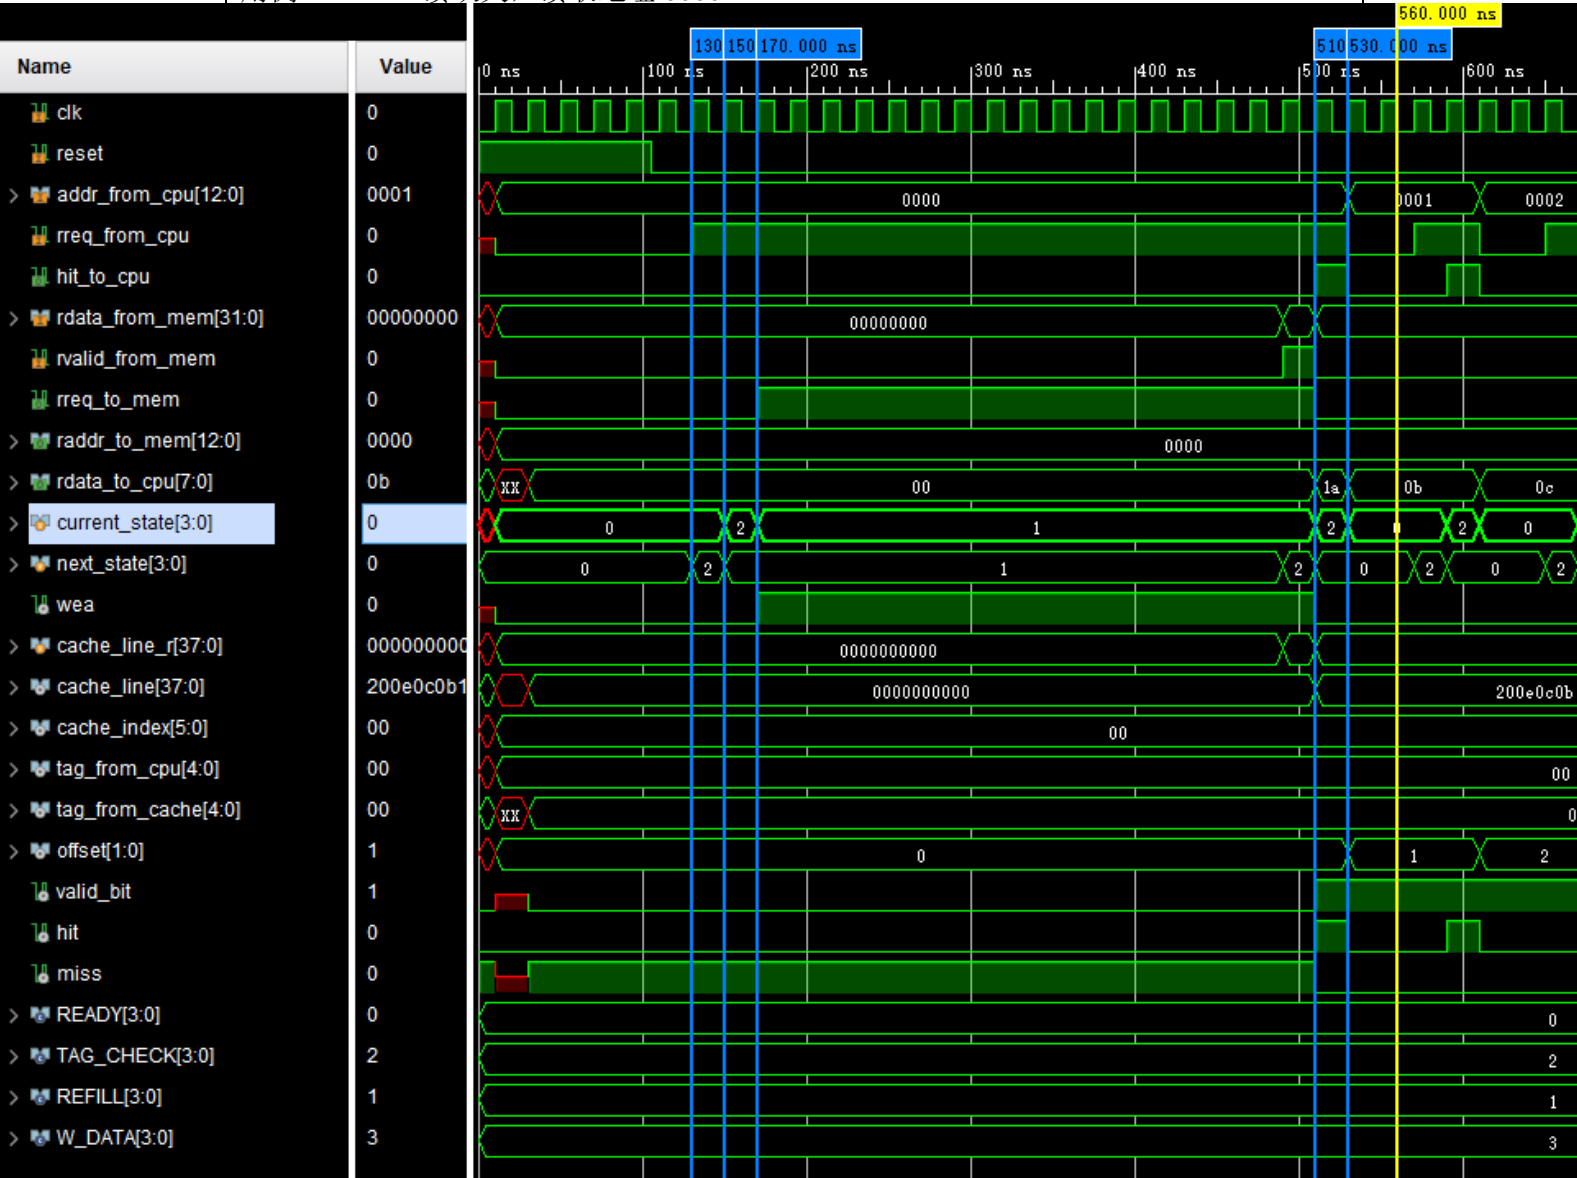 560.000 ns
130 150 170.000 ns 510 530.000 ns
Name Value 0 ns 100 ns 200 ns 300 ns 400 ns 500 ns 600 ns
clk 0
reset 0
addr_from_cpu[12:0] 0001 0000 0001 0002
rreq_from_cpu 0
hit_to_cpu 0
rdata_from_mem[31:0] 00000000 00000000
rvalid_from_mem 0
rreq_to_mem 0
raddr_to_mem[12:0] 0000 0000
rdata_to_cpu[7:0] 0b XX 00 1a 0b 0c
current_state[3:0] 0 0 2 1 2 0 2 0
next_state[3:0] 0 0 2 1 2 0 2 0 2
wea 0
cache_line_r[37:0] 000000000 0000000000
cache_line[37:0] 200e0c0b1 0000000000 200e0c0b
cache_index[5:0] 00 00
tag_from_cpu[4:0] 00 00
tag_from_cache[4:0] 00 XX 0
offset[1:0] 1 0 1 2
valid_bit 1
hit 0
miss 0
READY[3:0] 0 0
TAG_CHECK[3:0] 2 2
REFILL[3:0] 1 1
W_DATA[3:0] 3 3